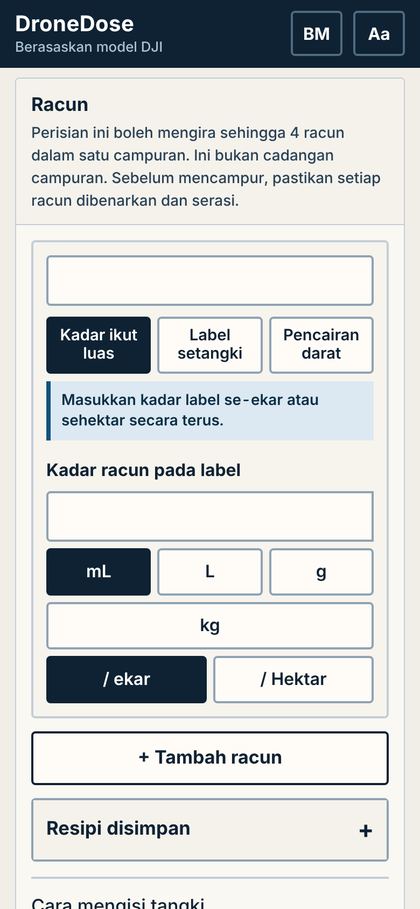 DroneDose
Berasaskan model DJI
BM
Aa
Racun
Perisian ini boleh mengira sehingga 4 racun
dalam satu campuran. Ini bukan cadangan
campuran. Sebelum mencampur, pastikan setiap
racun dibenarkan dan serasi.
Kadar ikut
luas
Label
setangki
Pencairan
darat
Masukkan kadar label se-ekar atau
sehektar secara terus.
Kadar racun pada label
mL
L
g
kg
/ ekar
/ Hektar
+ Tambah racun
Resipi disimpan
+
Cara mengisi tangki